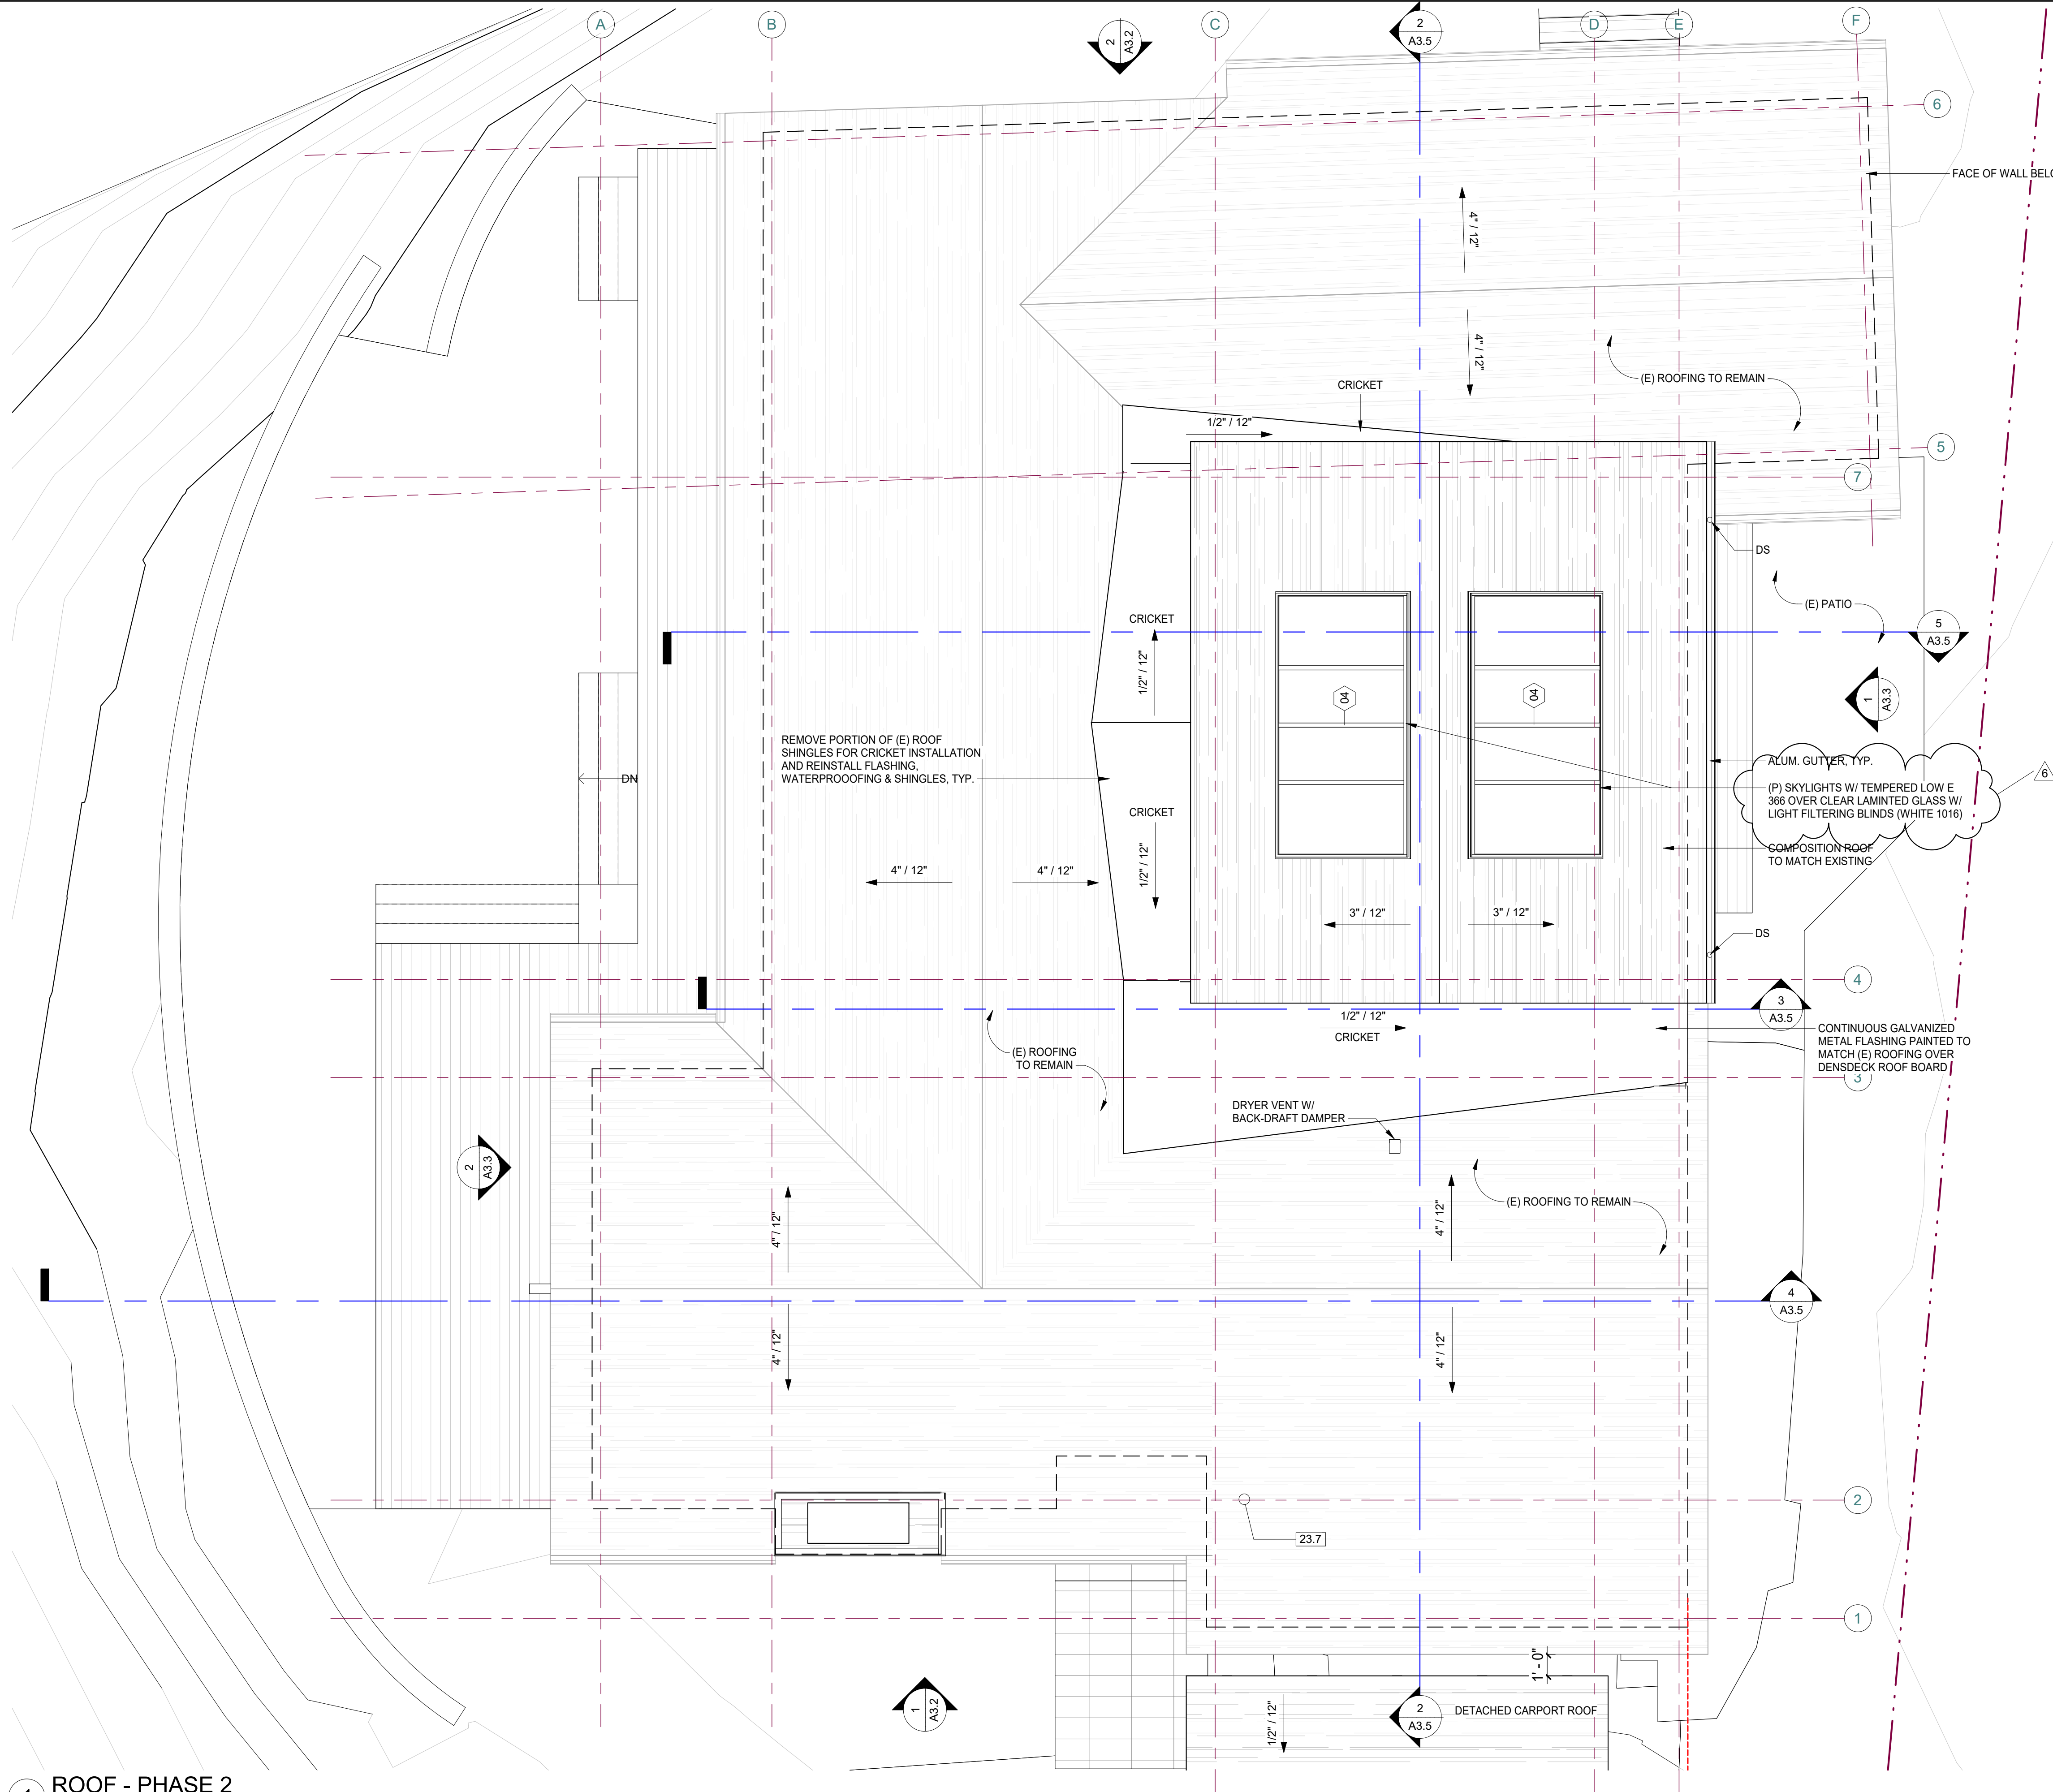 A
B
C
D
E
F
2
A3.2
2
A3.5
6
FACE OF WALL
4" / 12"
4" / 12"
(E) ROOFING TO REMAIN
CRICKET
1/2" / 12"
5
7
DS
(E) PATIO
5
A3.5
CRICKET
1/2" / 12"
04
04
1
A3.3
REMOVE PORTION OF (E) ROOF
SHINGLES FOR CRICKET INSTALLATION
AND REINSTALL FLASHING,
WATERPROOOFING & SHINGLES, TYP.
DN
ALUM. GUTTER, TYP.
6
(P) SKYLIGHTS W/ TEMPERED LOW E
366 OVER CLEAR LAMINTED GLASS W/
LIGHT FILTERING BLINDS (WHITE 1016)
CRICKET
1/2" / 12"
COMPOSITION ROOF
TO MATCH EXISTING
4" / 12"
4" / 12"
3" / 12"
3" / 12"
DS
4
3
A3.5
1/2" / 12"
CRICKET
CONTINUOUS GALVANIZED
METAL FLASHING PAINTED TO
MATCH (E) ROOFING OVER
DENSDECK ROOF BOARD
(E) ROOFING
TO REMAIN
3
DRYER VENT W/
BACK-DRAFT DAMPER
2
A3.3
4" / 12"
4" / 12"
(E) ROOFING TO REMAIN
4
A3.5
4" / 12"
4" / 12"
2
23.7
1
1' - 0"
1
A3.2
1/2" / 12"
2
A3.5
DETACHED CARPORT ROOF
ROOF - PHASE 2